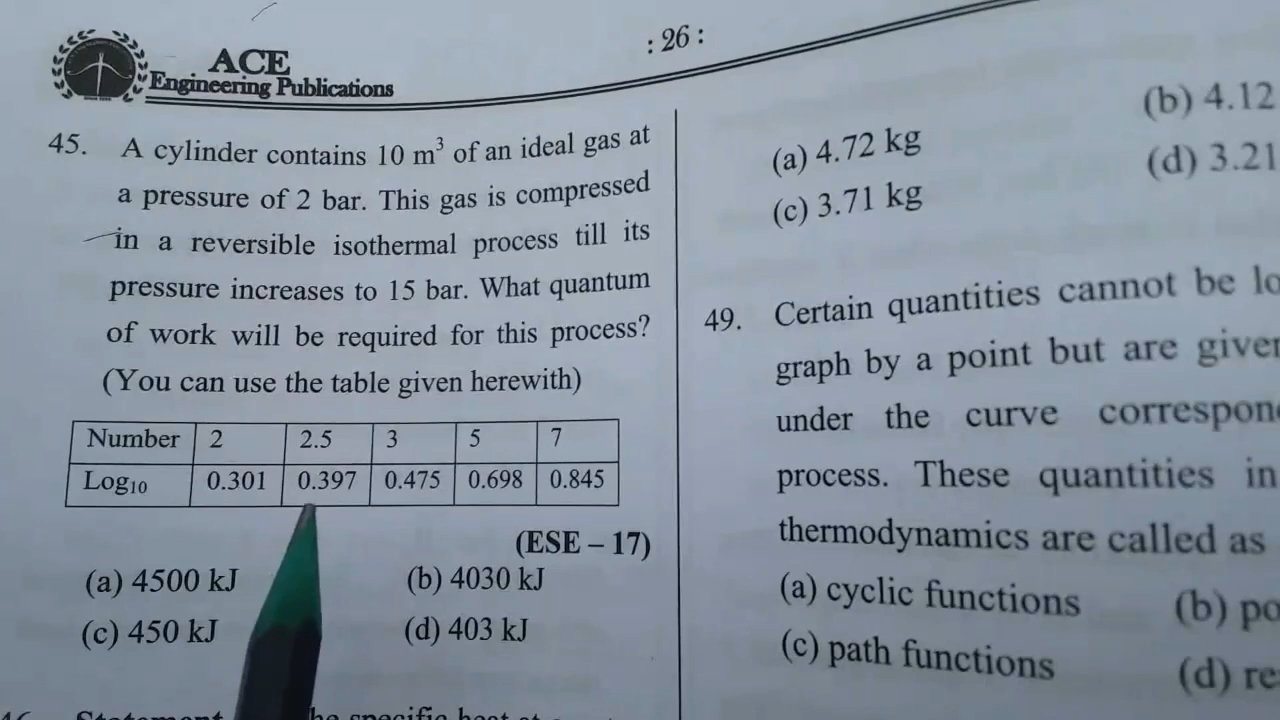 ACE
Engineering Publications
: 26 :
45. A cylinder contains 10 m³ of an ideal gas at
a pressure of 2 bar. This gas is compressed
in a reversible isothermal process till its
pressure increases to 15 bar. What quantum
of work will be required for this process?
(You can use the table given herewith)
Number 2 2.5 3 5 7
Log₁₀ 0.301 0.397 0.475 0.698 0.845
(ESE – 17)
(a) 4500 kJ (b) 4030 kJ
(c) 450 kJ (d) 403 kJ
specific heat
(a) 4.72 kg (b) 4.12
(c) 3.71 kg (d) 3.21
49. Certain quantities cannot be
graph by a point but are
under the curve
process. These quantities in
thermodynamics are called as
(a) cyclic functions (b)
(c) path functions (d)